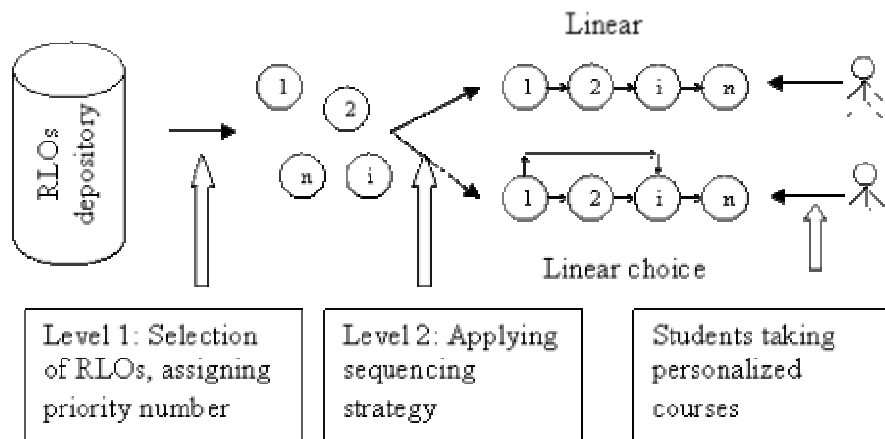 Linear
RLOs
depository
1
2
n
i
1
2
i
n
1
2
i
n
Linear choice
Level 1: Selection
of RLOs, assigning
priority number
Level 2: Applying
sequencing
strategy
Students taking
personalized
courses